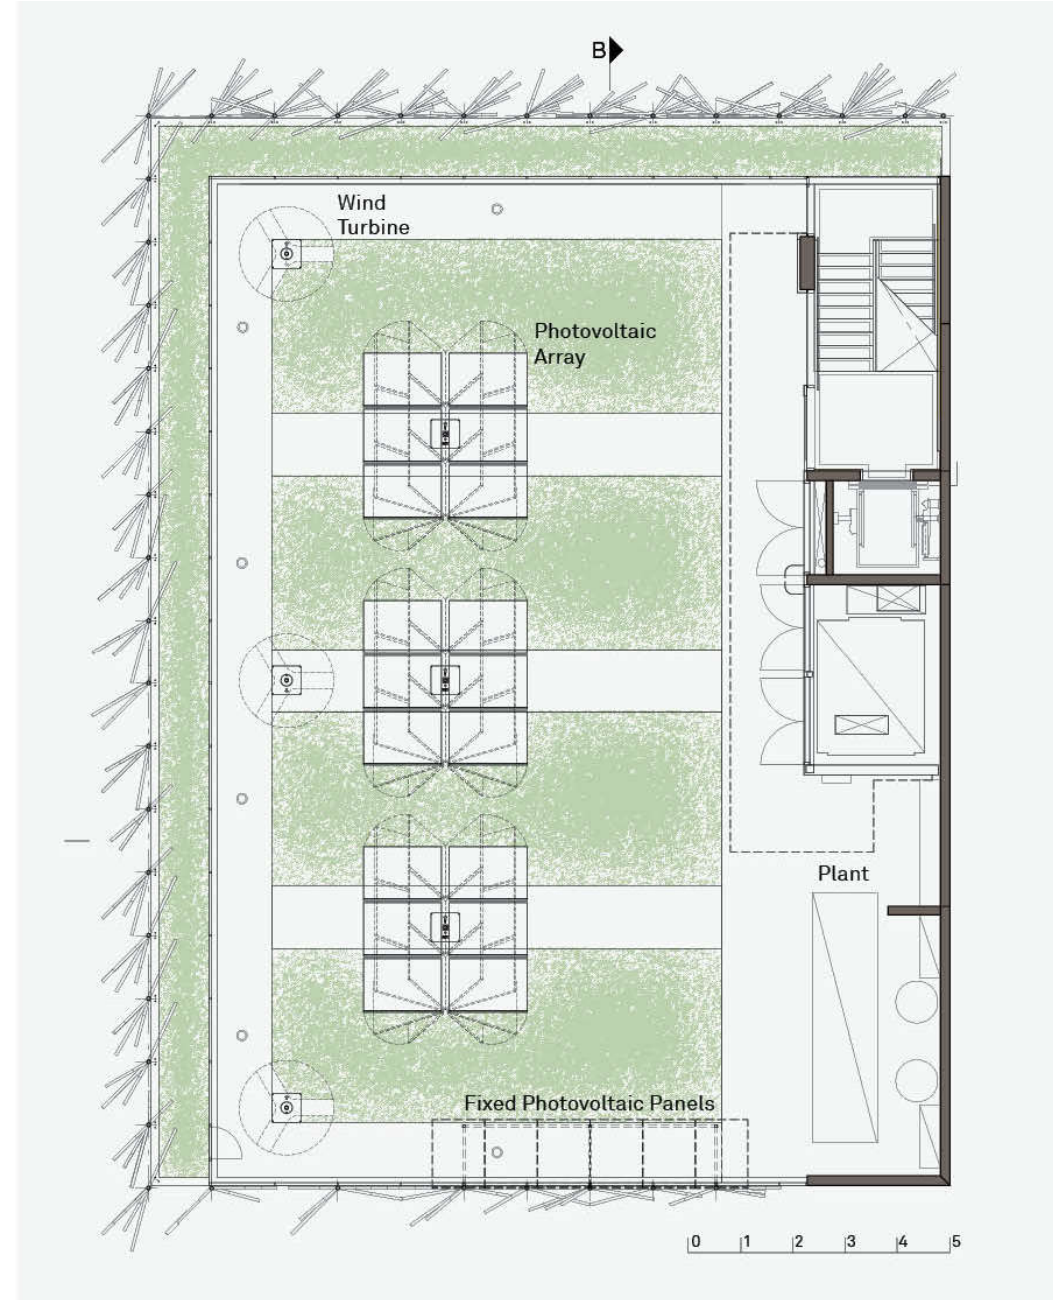 B
Wind
Turbine
Photovoltaic
Array
Plant
Fixed Photovoltaic Panels
0 1 2 3 4 5